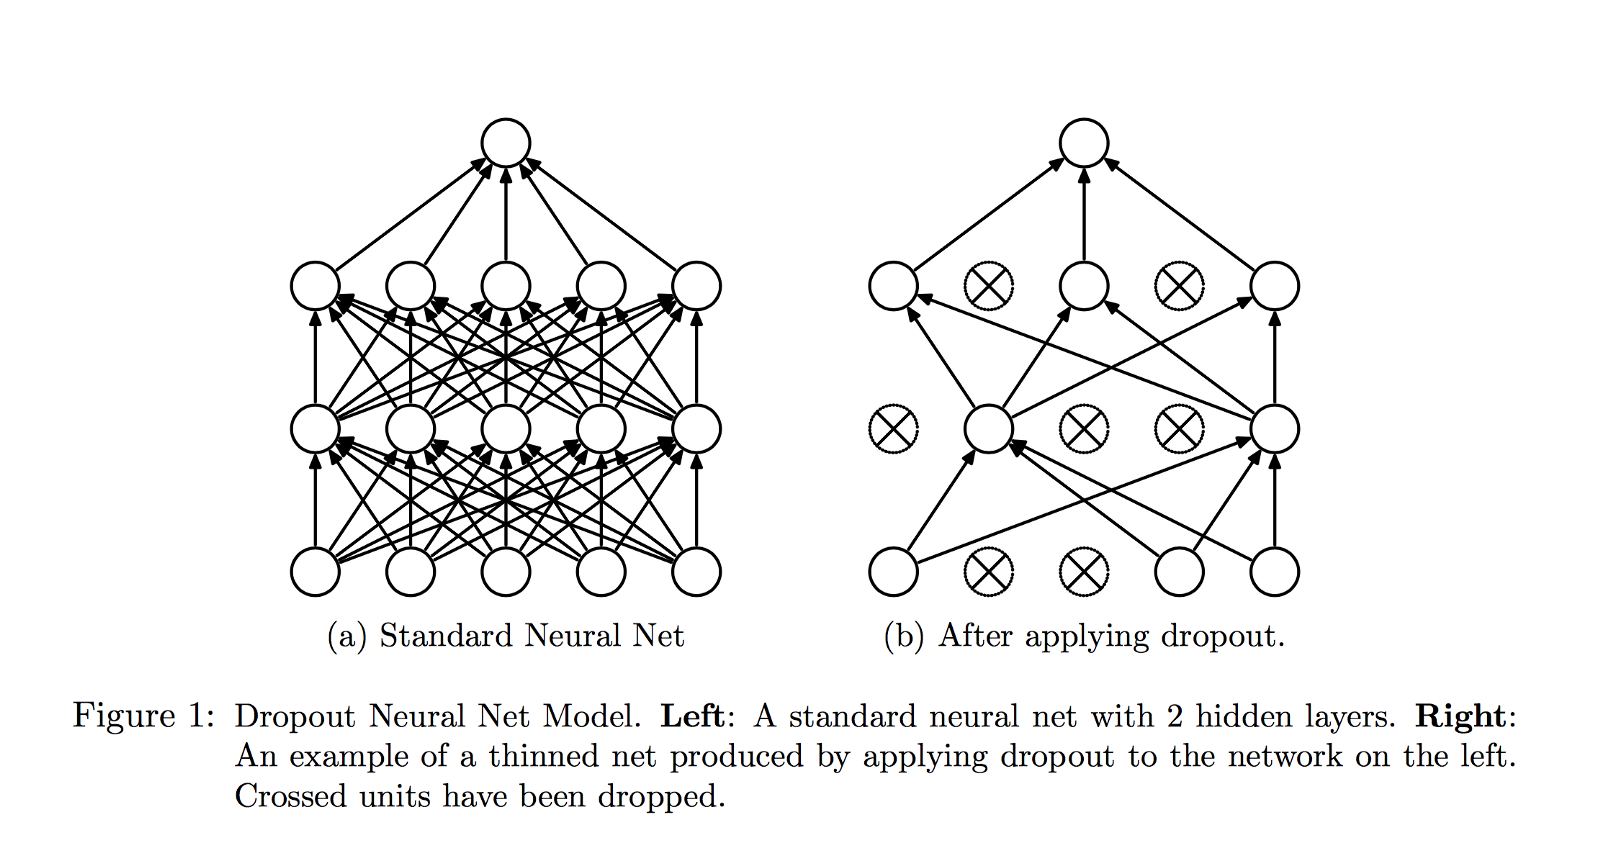 (a) Standard Neural Net
(b) After applying dropout.
Figure 1: Dropout Neural Net Model. Left: A standard neural net with 2 hidden layers. Right:
An example of a thinned net produced by applying dropout to the network on the left.
Crossed units have been dropped.